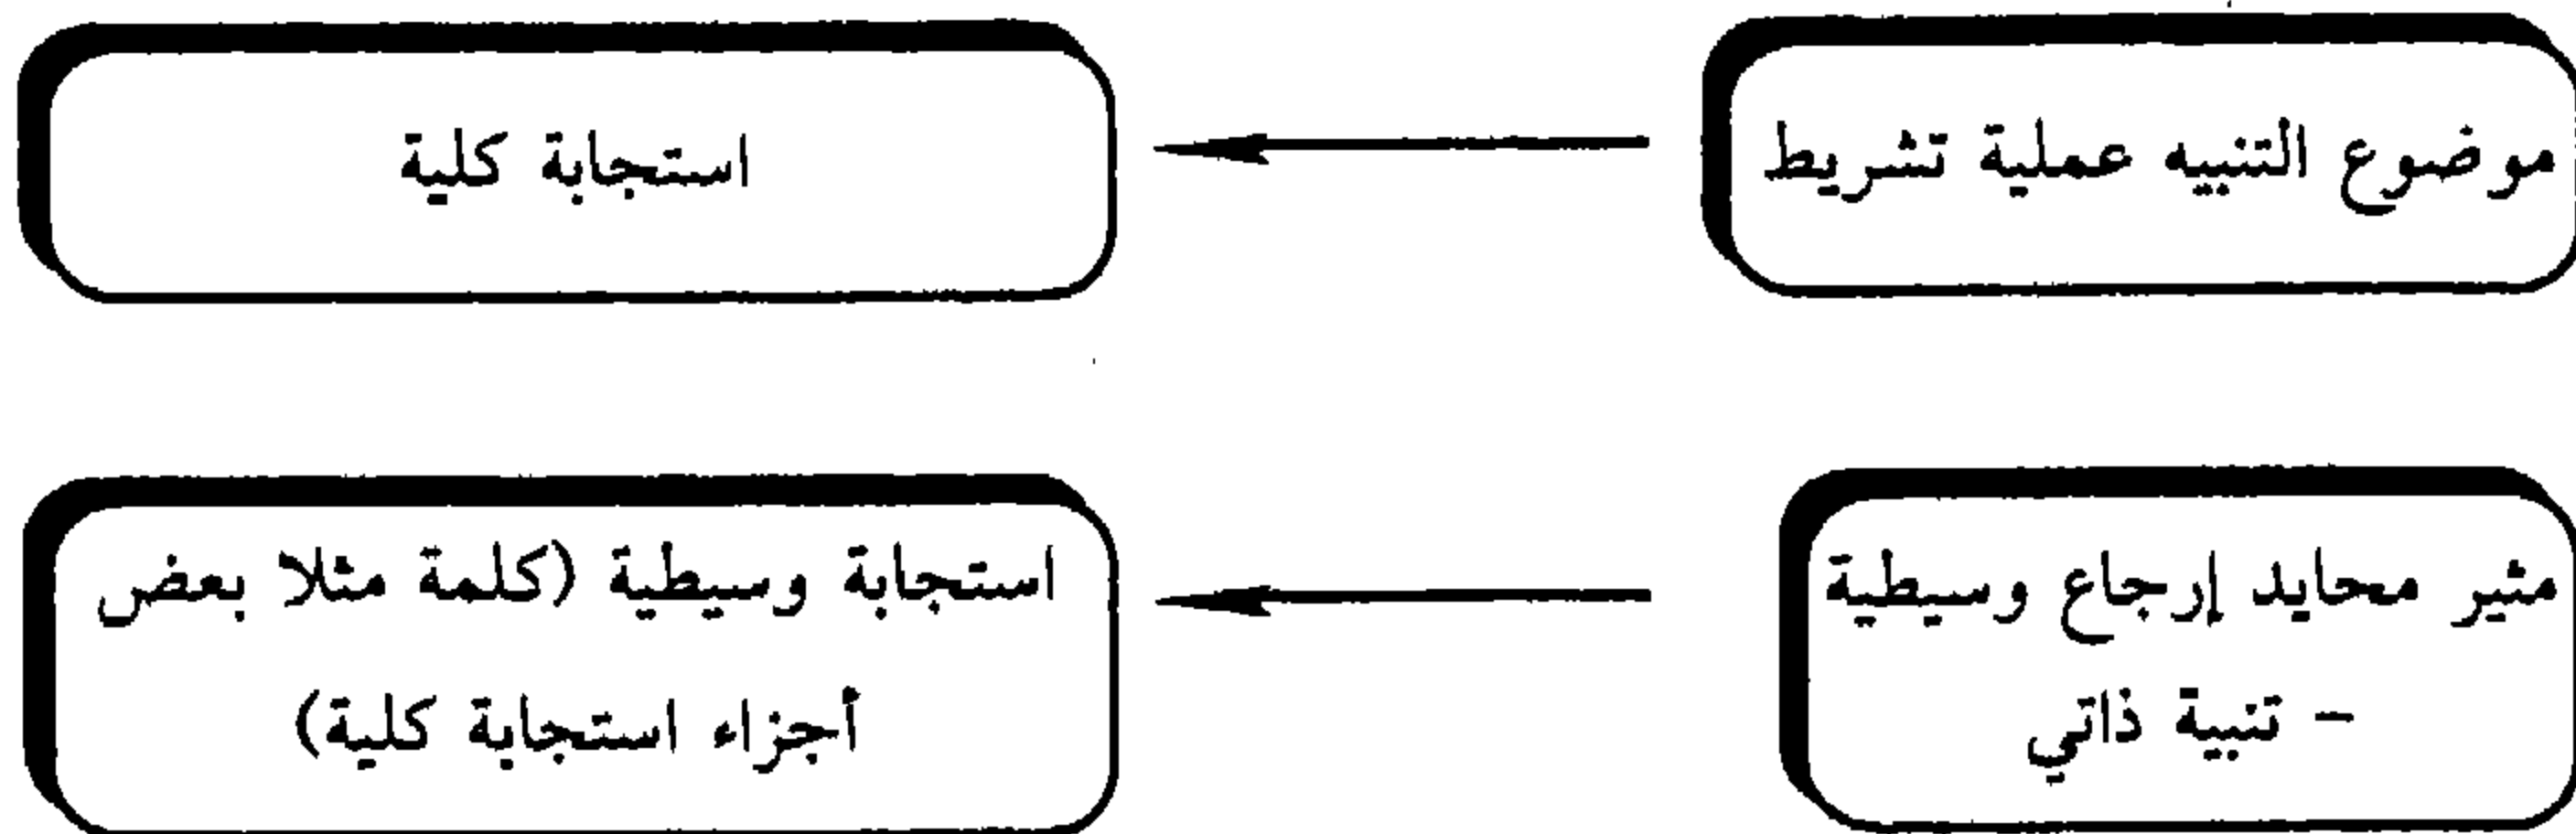 موضوع التنبيه عملية تشريط
استجابة كلية
مثير محايد إرجاع وسيطية
- تنبية ذاتي
استجابة وسيطية (كلمة مثلا بعض
أجزاء استجابة كلية)